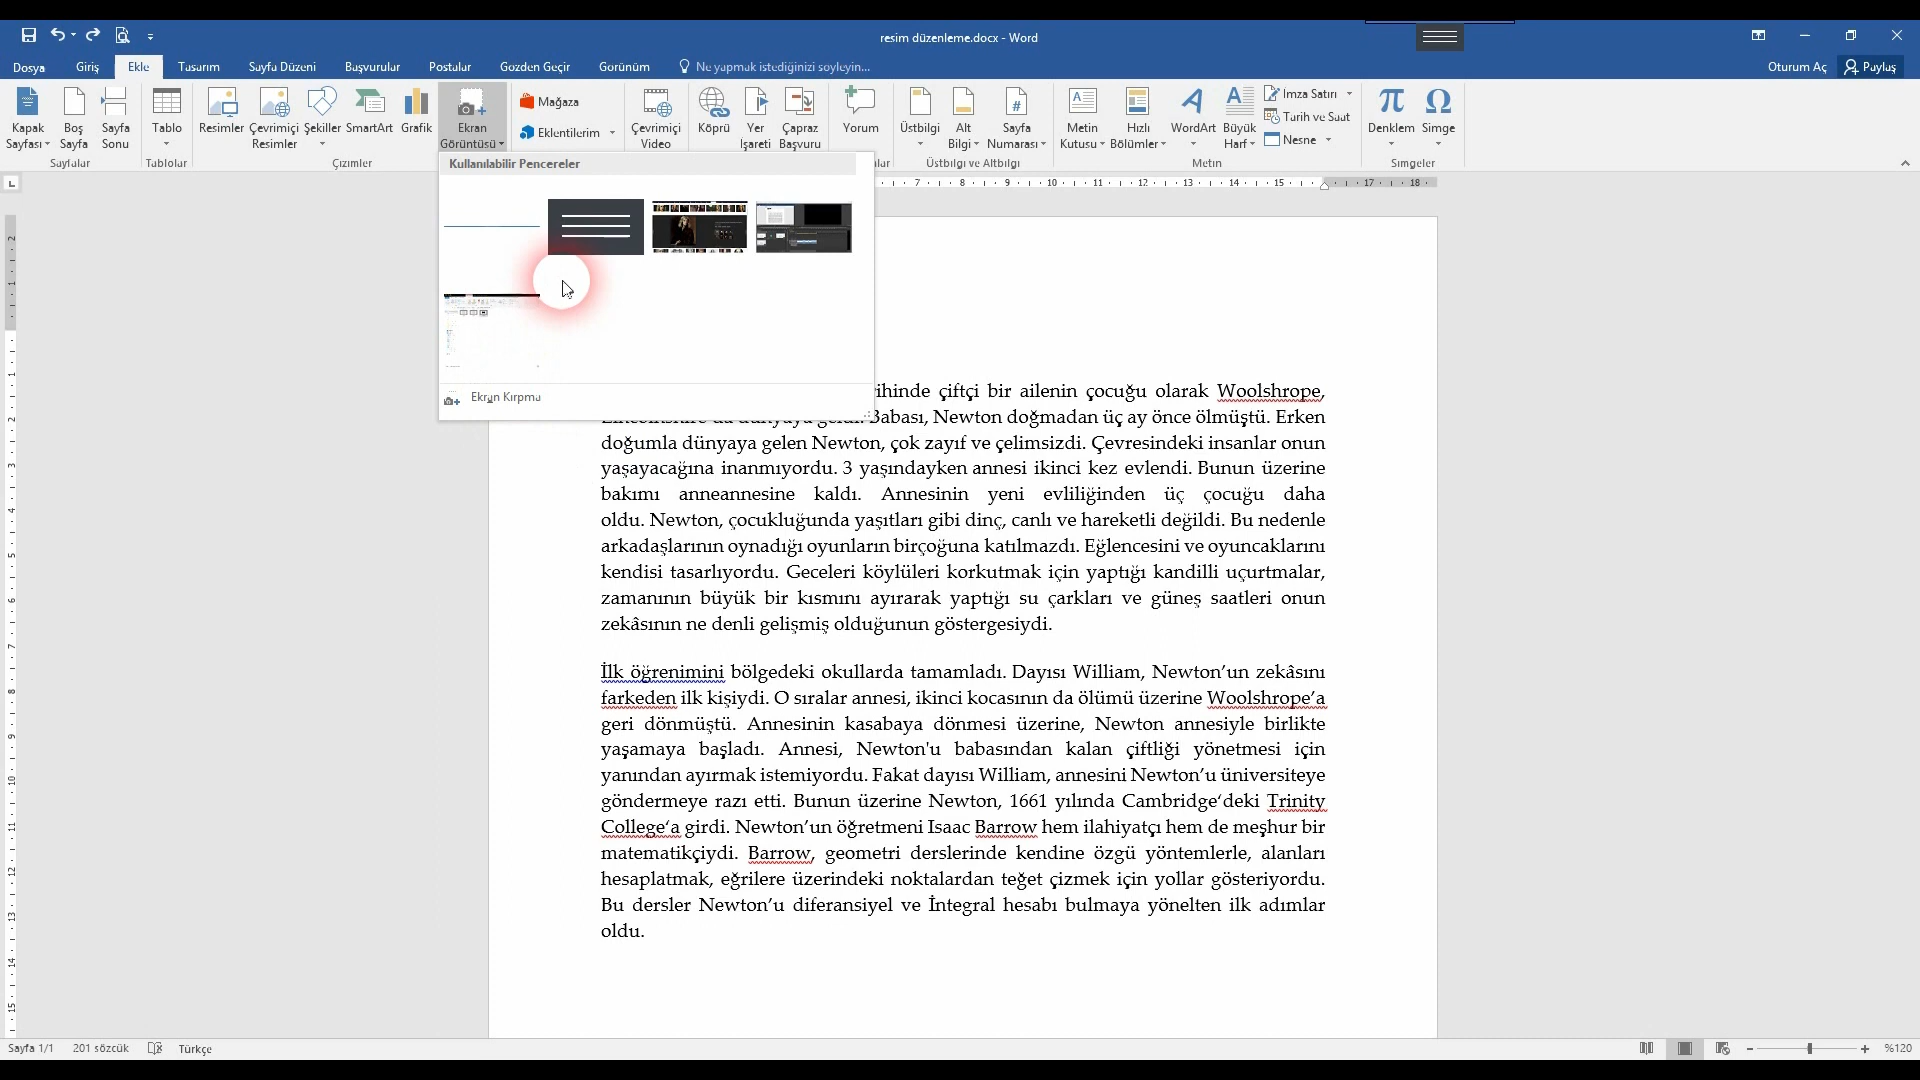 resim düzenleme.docx - Word
Dosya Giriş Ekle Tasarım Sayfa Düzeni Başvurular Postalar Gözden Geçir Görünüm Ne yapmak istediğinizi söyleyin... Oturum Aç Paylaş
Kapak Sayfası
Boş Sayfa
Sayfa Sonu
Tablo
Resimler
Çevrimiçi Resimler
Şekiller
SmartArt
Grafik
Ekran Görüntüsü
Mağaza
Eklentilerim
Çevrimiçi Video
Köprü
Yer İşareti
Çapraz Başvuru
Yorum
Üstbilgi
Alt Bilgi
Sayfa Numarası
Metin Kutusu
Hızlı Bölümler
WordArt
Büyük Harf
İmza Satırı
Tarih ve Saat
Nesne
Denklem
Simge
Sayfalar Tablolar Çizimler Üstbilgi ve Altbilgi Metin Simgeler
Kullanılabilir Pencereler
Ekran Kırpma
7 8 9 10 11 12 13 14 15 17 18
çiftçi bir ailenin çocuğu olarak Woolshrope,
Babası, Newton doğmadan üç ay önce ölmüştü. Erken
doğumla dünyaya gelen Newton, çok zayıf ve çelimsizdi. Çevresindeki insanlar onun
yaşayacağına inanmıyordu. 3 yaşındayken annesi ikinci kez evlendi. Bunun üzerine
bakımı anneannesine kaldı. Annesinin yeni evliliğinden üç çocuğu daha
oldu. Newton, çocukluğunda yaşıtları gibi dinç, canlı ve hareketli değildi. Bu nedenle
arkadaşlarının oynadığı oyunların birçoğuna katılmazdı. Eğlencesini ve oyuncaklarını
kendisi tasarlıyordu. Geceleri köylüleri korkutmak için yaptığı kandilli uçurtmalar,
zamanının büyük bir kısmını ayırarak yaptığı su çarkları ve güneş saatleri onun
zekâsının ne denli gelişmiş olduğunun göstergesiydi.
İlk öğrenimini bölgedeki okullarda tamamladı. Dayısı William, Newton’un zekâsını
farkeden ilk kişiydi. O sıralar annesi, ikinci kocasının da ölümü üzerine Woolshrope’a
geri dönmüştü. Annesinin kasabaya dönmesi üzerine, Newton annesiyle birlikte
yaşamaya başladı. Annesi, Newton'u babasından kalan çiftliği yönetmesi için
yanından ayırmak istemiyordu. Fakat dayısı William, annesini Newton’u üniversiteye
göndermeye razı etti. Bunun üzerine Newton, 1661 yılında Cambridge‘deki Trinity
College‘a girdi. Newton’un öğretmeni Isaac Barrow hem ilahiyatçı hem de meşhur bir
matematikçiydi. Barrow, geometri derslerinde kendine özgü yöntemlerle, alanları
hesaplatmak, eğrilere üzerindeki noktalardan teğet çizmek için yollar gösteriyordu.
Bu dersler Newton’u diferansiyel ve İntegral hesabı bulmaya yönelten ilk adımlar
oldu.
Sayfa 1/1 201 sözcük Türkçe %120